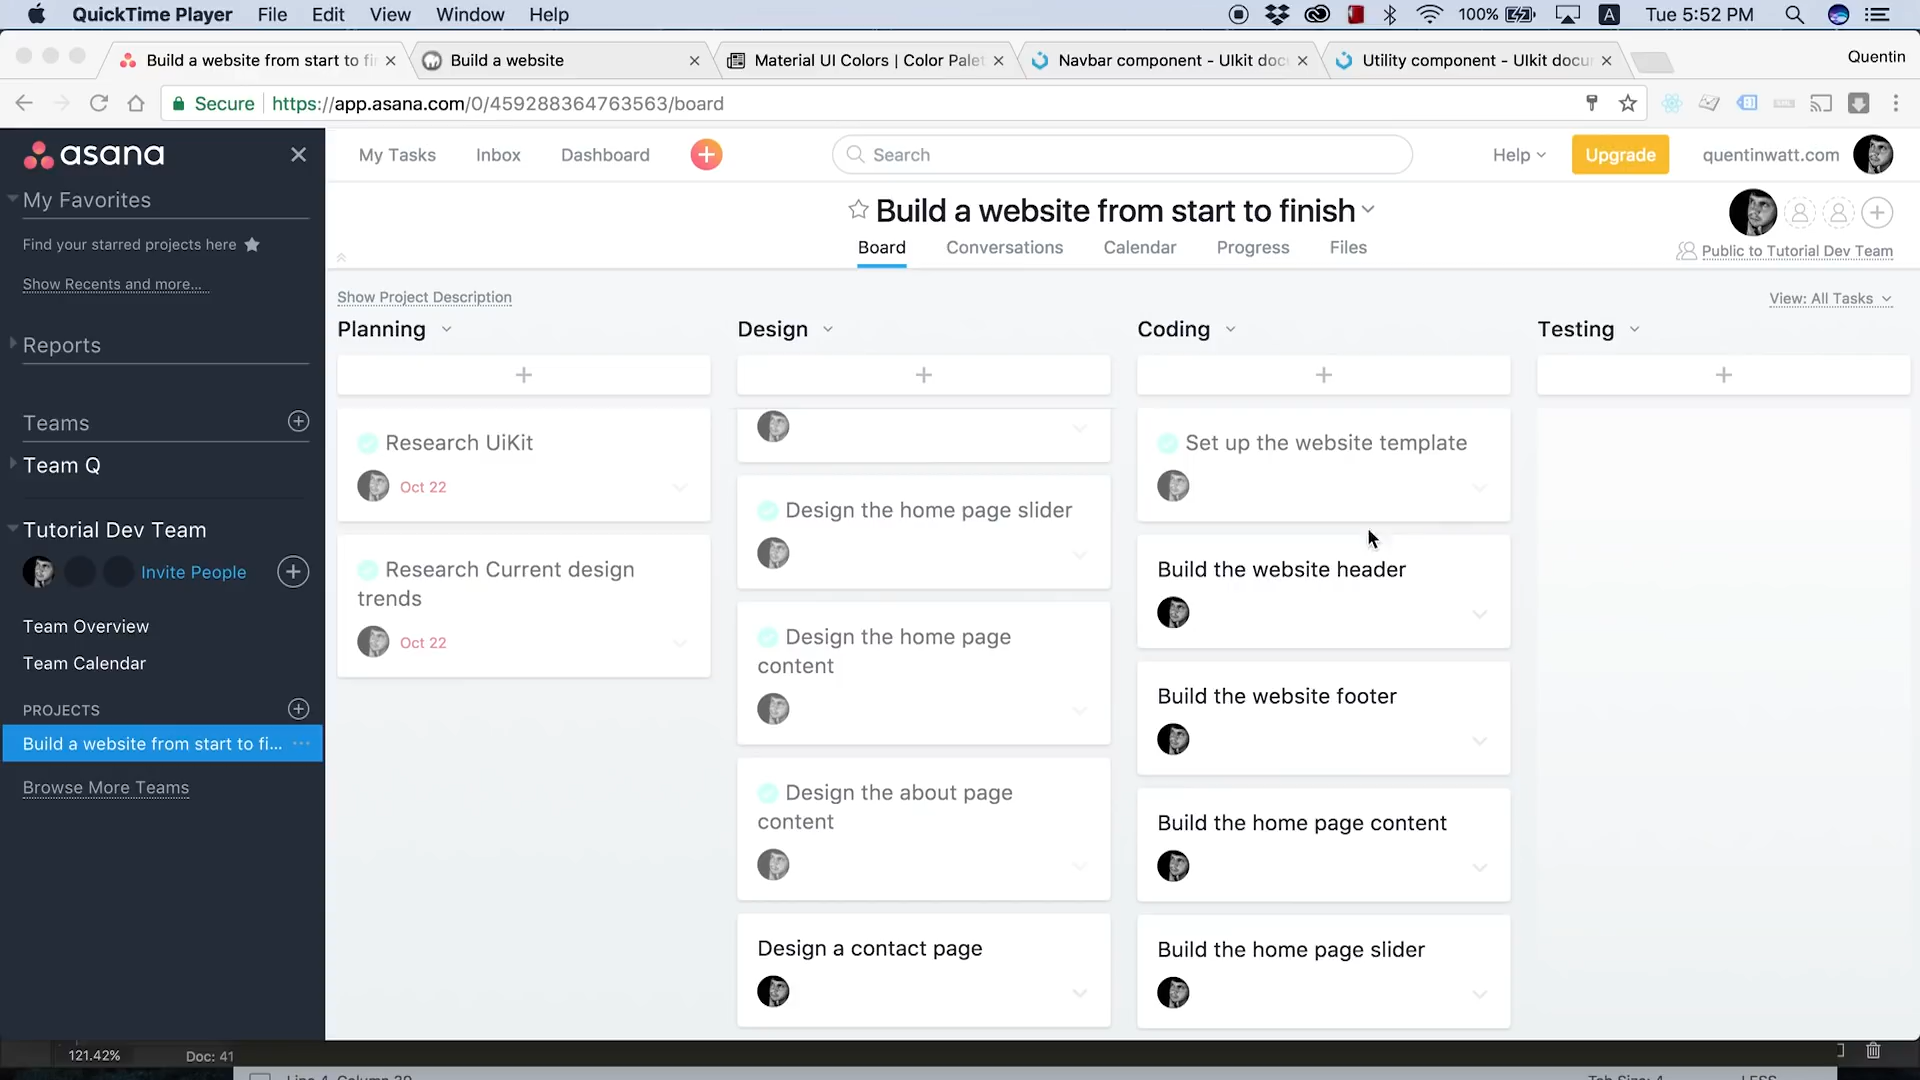 QuickTime Player File Edit View Window Help 100% A Tue 5:52 PM
Build a website from start to fi Build a website Material UI Colors | Color Palet Navbar component - UIkit doc Utility component - UIkit docu Quentin
Secure https://app.asana.com/0/459288364763563/board
asana
My Tasks Inbox Dashboard Search Help Upgrade quentinwatt.com
My Favorites
Find your starred projects here
Show Recents and more...
Reports
Teams
Team Q
Tutorial Dev Team
Invite People
Team Overview
Team Calendar
PROJECTS
Build a website from start to fi...
Browse More Teams
Build a website from start to finish
Board Conversations Calendar Progress Files
Public to Tutorial Dev Team
Show Project Description
View: All Tasks
Planning
Research UiKit
Oct 22
Research Current design
trends
Oct 22
Design
Design the home page slider
Design the home page
content
Design the about page
content
Design a contact page
Coding
Set up the website template
Build the website header
Build the website footer
Build the home page content
Build the home page slider
Testing
121.42% Doc: 41